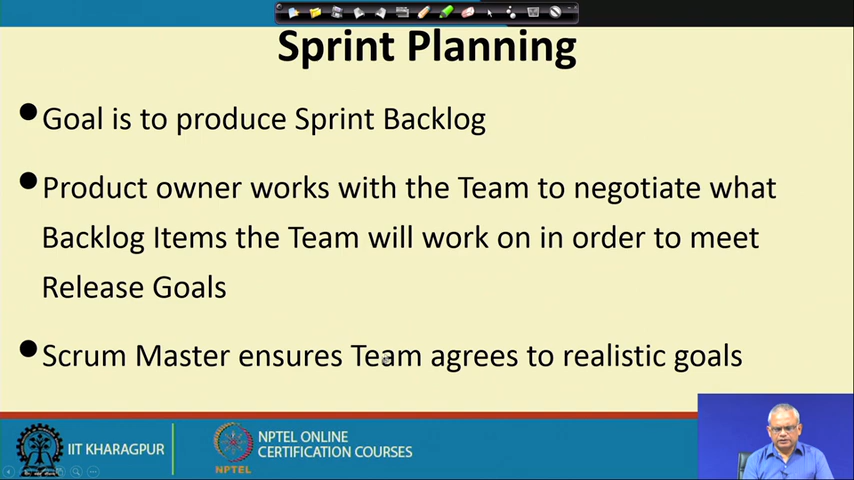 Sprint Planning
•Goal is to produce Sprint Backlog
•Product owner works with the Team to negotiate what
Backlog Items the Team will work on in order to meet
Release Goals
•Scrum Master ensures Team agrees to realistic goals
IIT KHARAGPUR
NPTEL
NPTEL ONLINE
CERTIFICATION COURSES